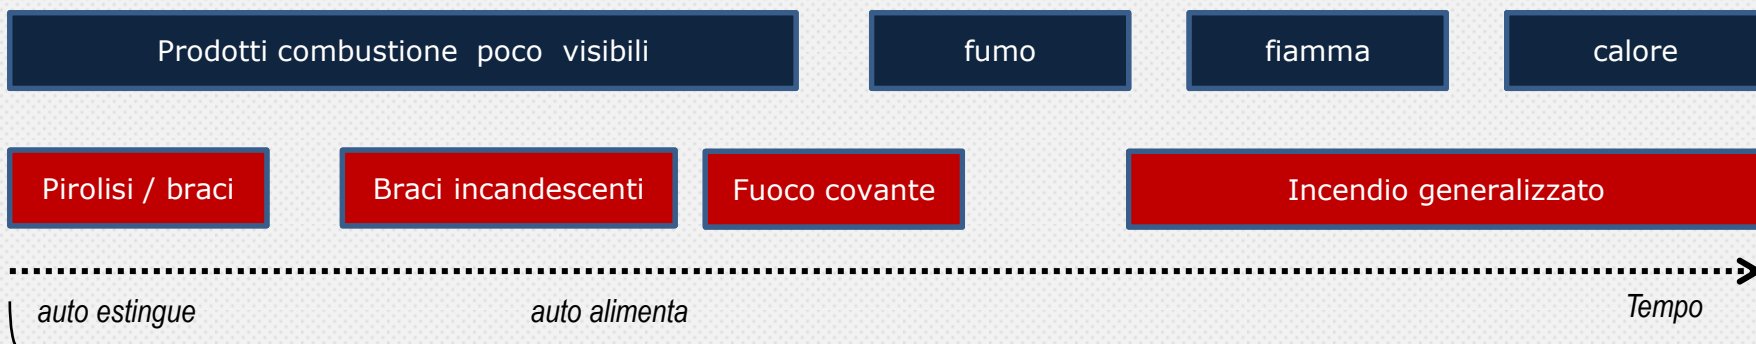 Prodotti combustione poco visibili fumo fiamma calore
Pirolisi / braci Braci incandescenti Fuoco covante Incendio generalizzato
auto estingue auto alimenta Tempo